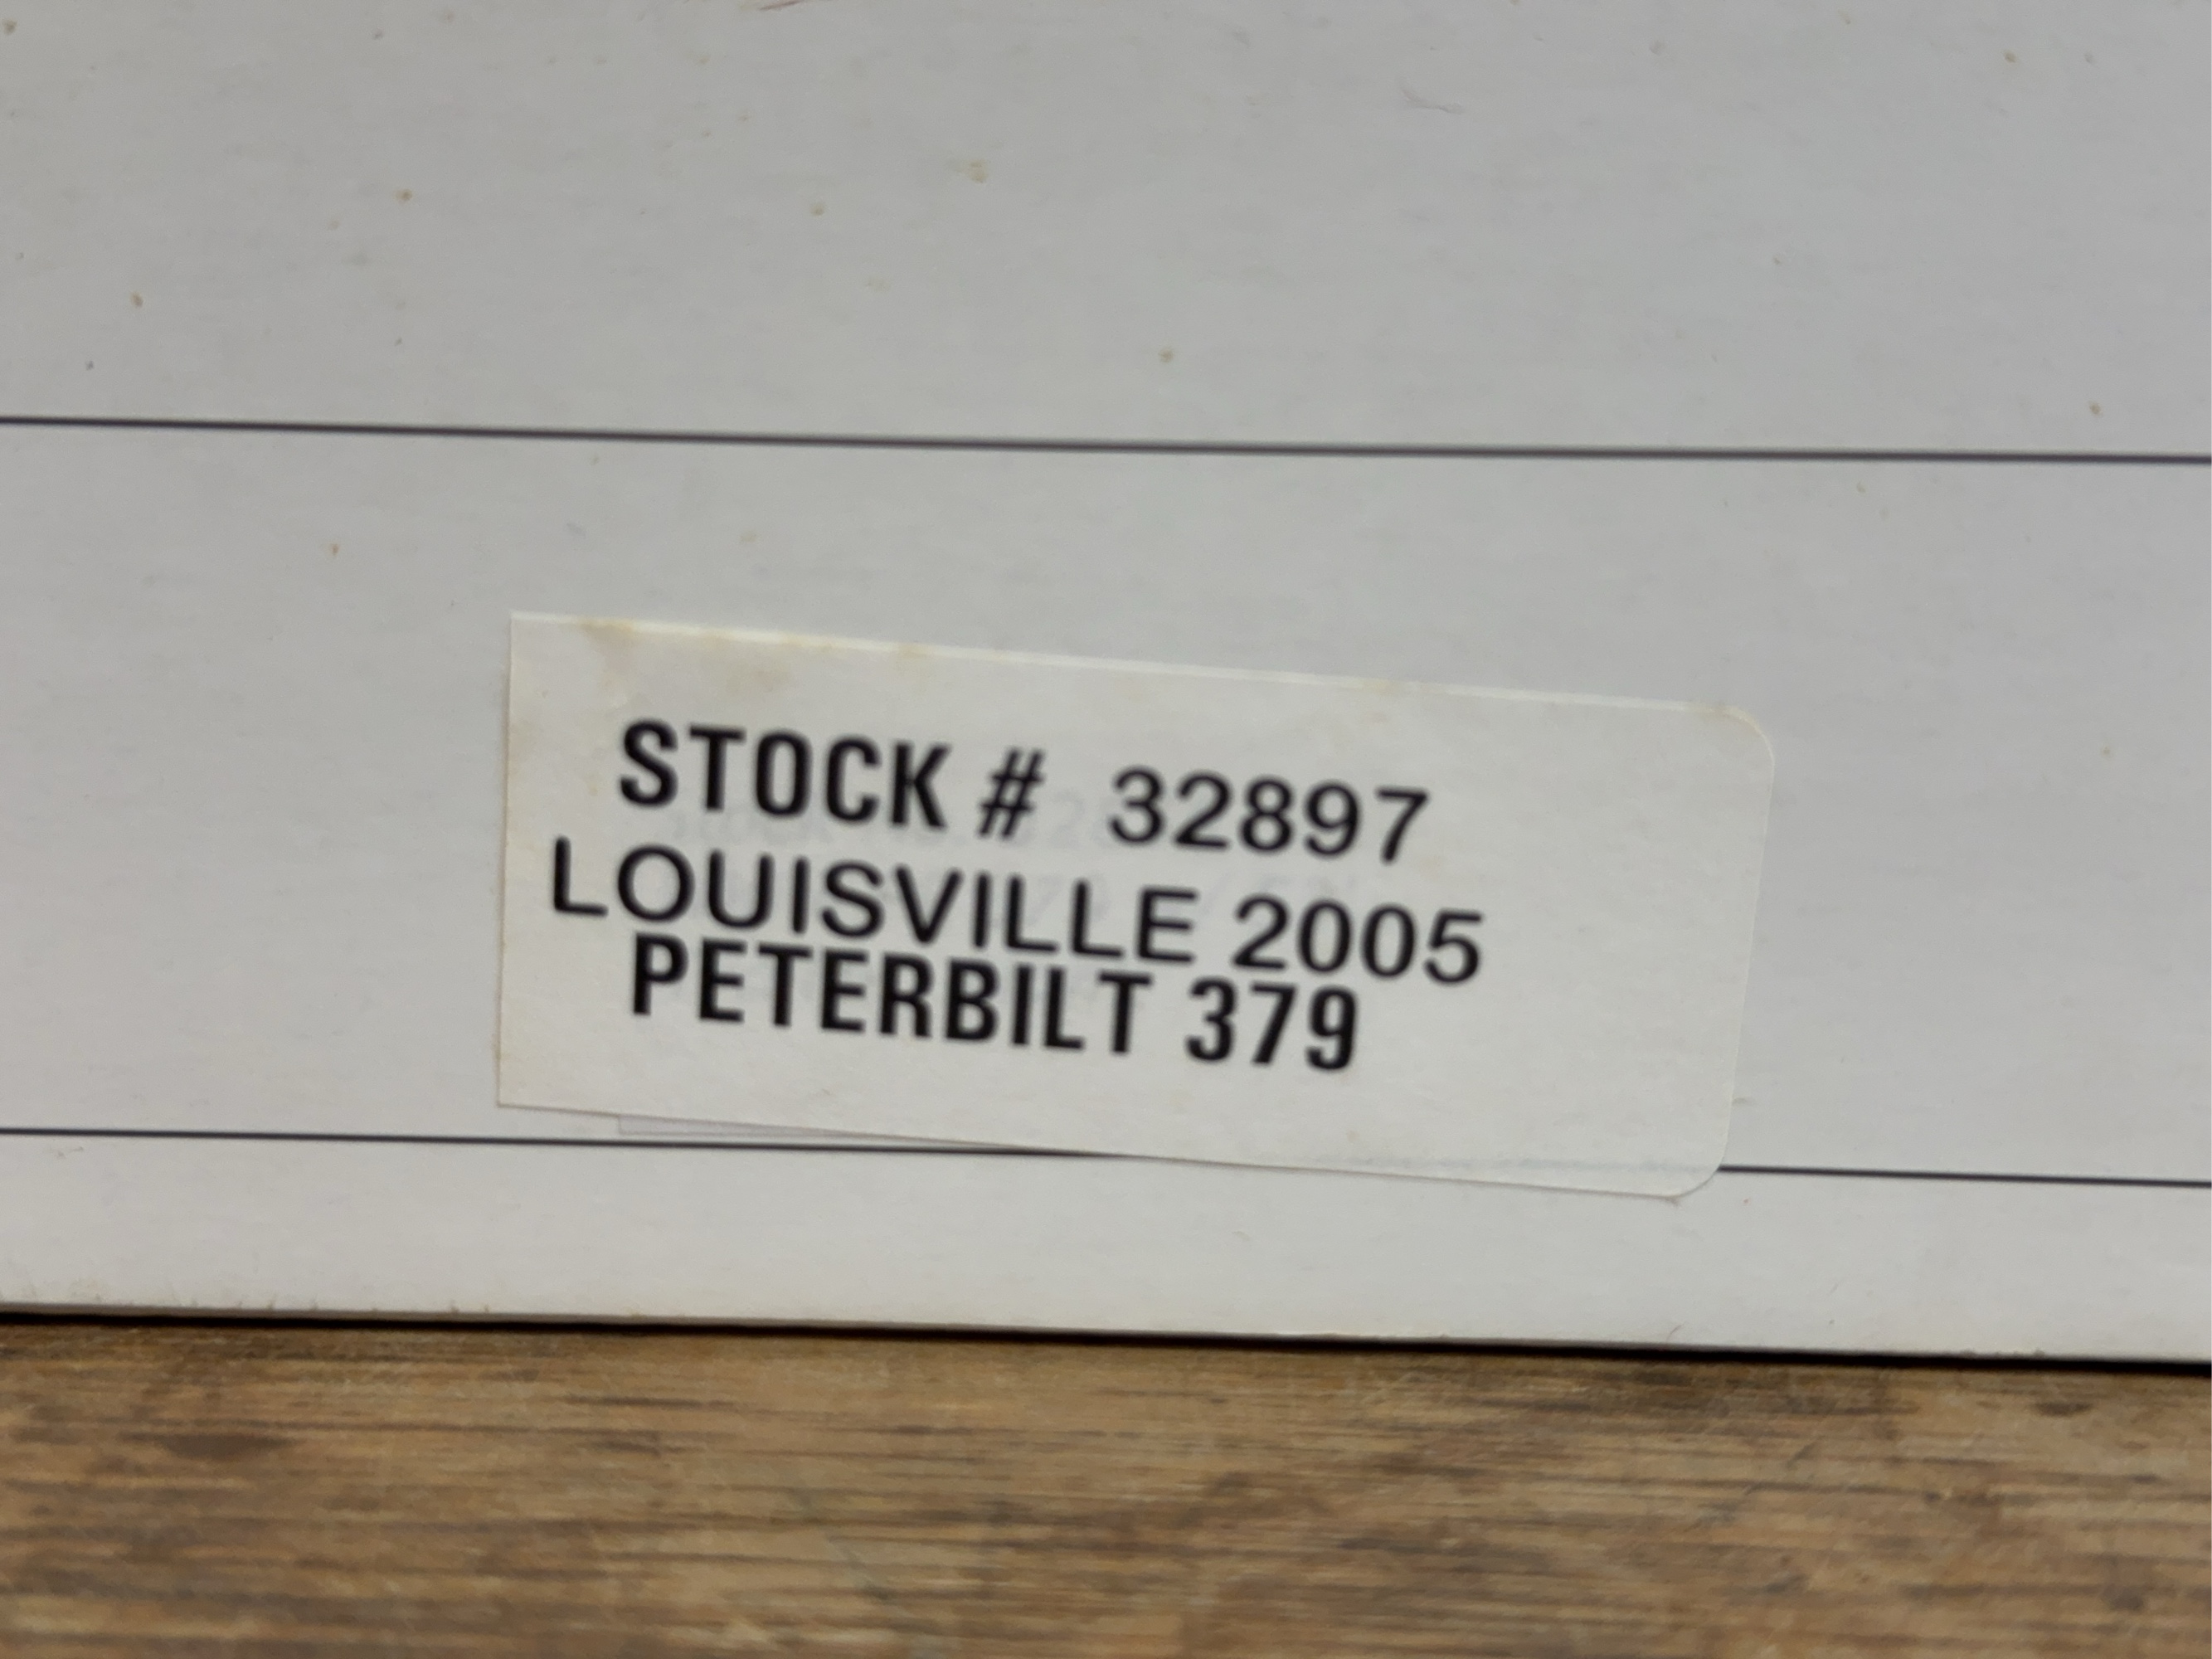 STOCK # 32897
LOUISVILLE 2005
PETERBILT 379